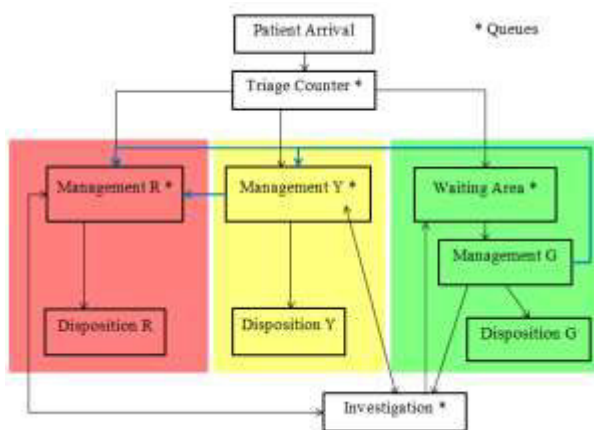 Patient Arrival
* Queues
Triage Counter *
Management R *
Management Y *
Waiting Area *
Management G
Disposition R
Disposition Y
Disposition G
Investigation *